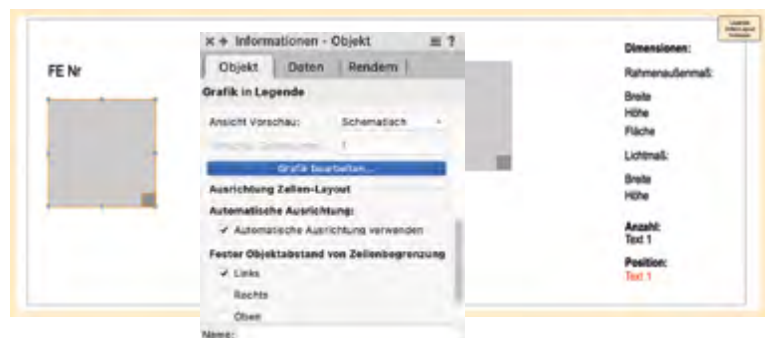 FE Nr
Informationen - Objekt
Objekt
Daten
Rendern
Grafik in Legende
Ansicht Vorschau:
Schematisch
1
Grafik bearbeiten...
Ausrichtung Zellen-Layout
Automatische Ausrichtung:
Automatische Ausrichtung verwenden
Fester Objektabstand von Zellenbegrenzung
Links
Rechts
Oben
Name:
Dimensionen:
Rahmenaußenmaß:
Breite
Höhe
Fläche
Lichtmaß:
Breite
Höhe
Anzahl:
Text 1
Position:
Text 1